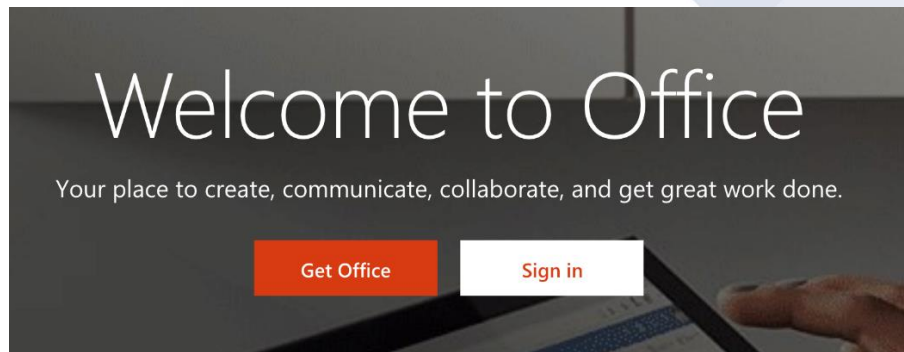 Welcome to Office
Your place to create, communicate, collaborate, and get great work done.
Get Office
Sign in